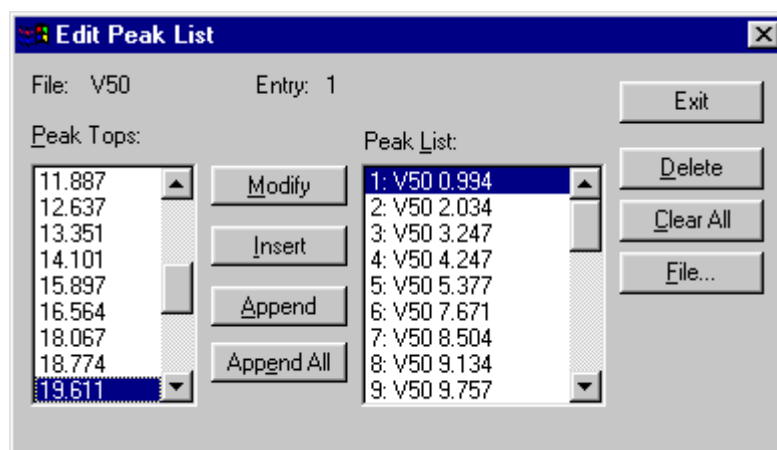 Edit Peak List
File: V50 Entry: 1
Peak Tops:
11.887
12.637
13.351
14.101
15.897
16.564
18.067
18.774
19.611
Modify
Insert
Append
Append All
Peak List:
1: V50 0.994
2: V50 2.034
3: V50 3.247
4: V50 4.247
5: V50 5.377
6: V50 7.671
7: V50 8.504
8: V50 9.134
9: V50 9.757
Exit
Delete
Clear All
File...